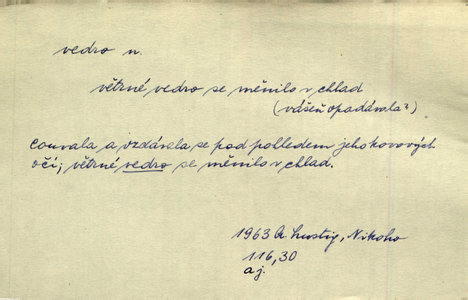 vedro n.
větrné vedro se měnilo v chlad
(vášeň opadávala?)
couvala a vzdávala se pod pohledem jeho kovových
očí; větrné vedro se měnilo v chlad.
1963 A. Lustig, Nikoho
116,30
aj.